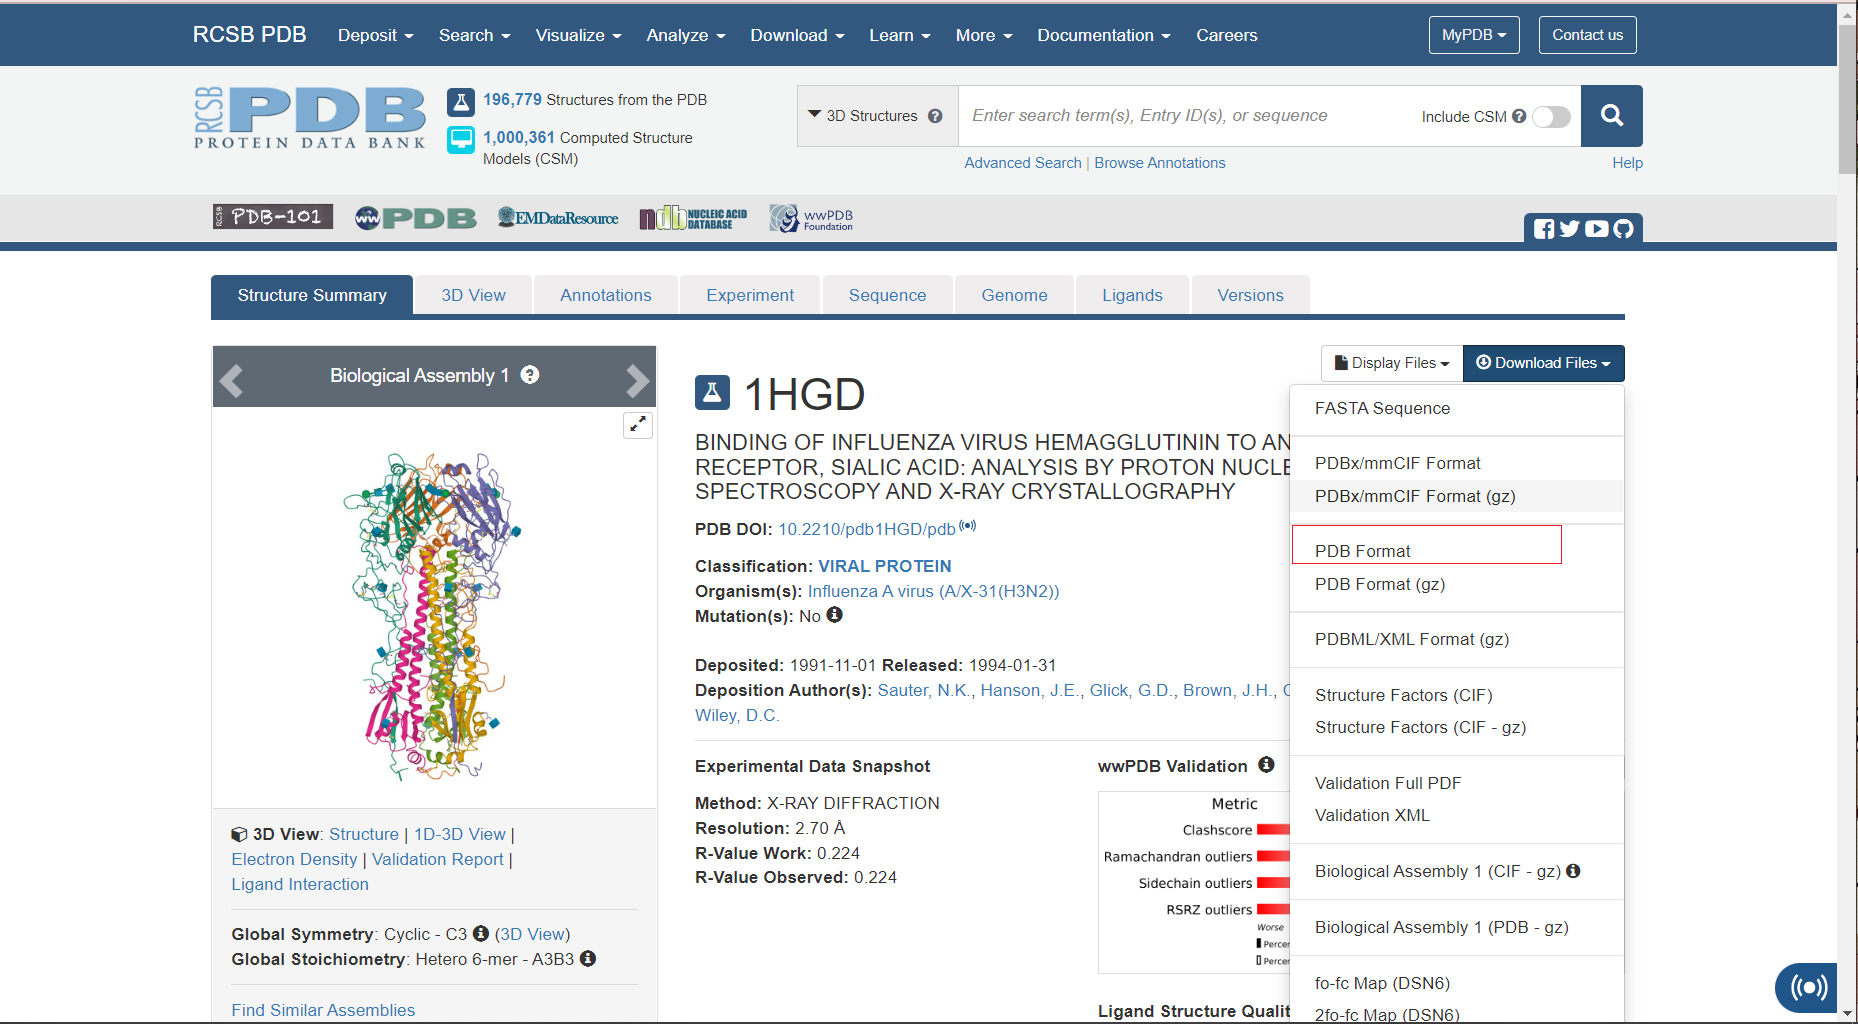 RCSB PDB Deposit Search Visualize Analyze Download Learn More Documentation Careers MyPDB Contact us
RCSB PDB
PROTEIN DATA BANK
196,779 Structures from the PDB
1,000,361 Computed Structure
Models (CSM)
3D Structures
Enter search term(s), Entry ID(s), or sequence
Include CSM
Advanced Search | Browse Annotations
Help
RCSB PDB-101
wwPDB
EMDataResource
ndb NUCLEIC ACID
DATABASE
wwPDB
Foundation
Structure Summary 3D View Annotations Experiment Sequence Genome Ligands Versions
Biological Assembly 1
3D View: Structure | 1D-3D View |
Electron Density | Validation Report |
Ligand Interaction
Global Symmetry: Cyclic - C3 (3D View)
Global Stoichiometry: Hetero 6-mer - A3B3
Find Similar Assemblies
1HGD
BINDING OF INFLUENZA VIRUS HEMAGGLUTININ TO AN
RECEPTOR, SIALIC ACID: ANALYSIS BY PROTON NUCLE
SPECTROSCOPY AND X-RAY CRYSTALLOGRAPHY
PDB DOI: 10.2210/pdb1HGD/pdb
Classification: VIRAL PROTEIN
Organism(s): Influenza A virus (A/X-31(H3N2))
Mutation(s): No
Deposited: 1991-11-01 Released: 1994-01-31
Deposition Author(s): Sauter, N.K., Hanson, J.E., Glick, G.D., Brown, J.H.,
Wiley, D.C.
Experimental Data Snapshot
Method: X-RAY DIFFRACTION
Resolution: 2.70 Å
R-Value Work: 0.224
R-Value Observed: 0.224
wwPDB Validation
Metric
Clashscore
Ramachandran outliers
Sidechain outliers
RSRZ outliers
Worse
Percen
Percen
Ligand Structure Qualit
Display Files
Download Files
FASTA Sequence
PDBx/mmCIF Format
PDBx/mmCIF Format (gz)
PDB Format
PDB Format (gz)
PDBML/XML Format (gz)
Structure Factors (CIF)
Structure Factors (CIF - gz)
Validation Full PDF
Validation XML
Biological Assembly 1 (CIF - gz)
Biological Assembly 1 (PDB - gz)
fo-fc Map (DSN6)
2fo-fc Map (DSN6)